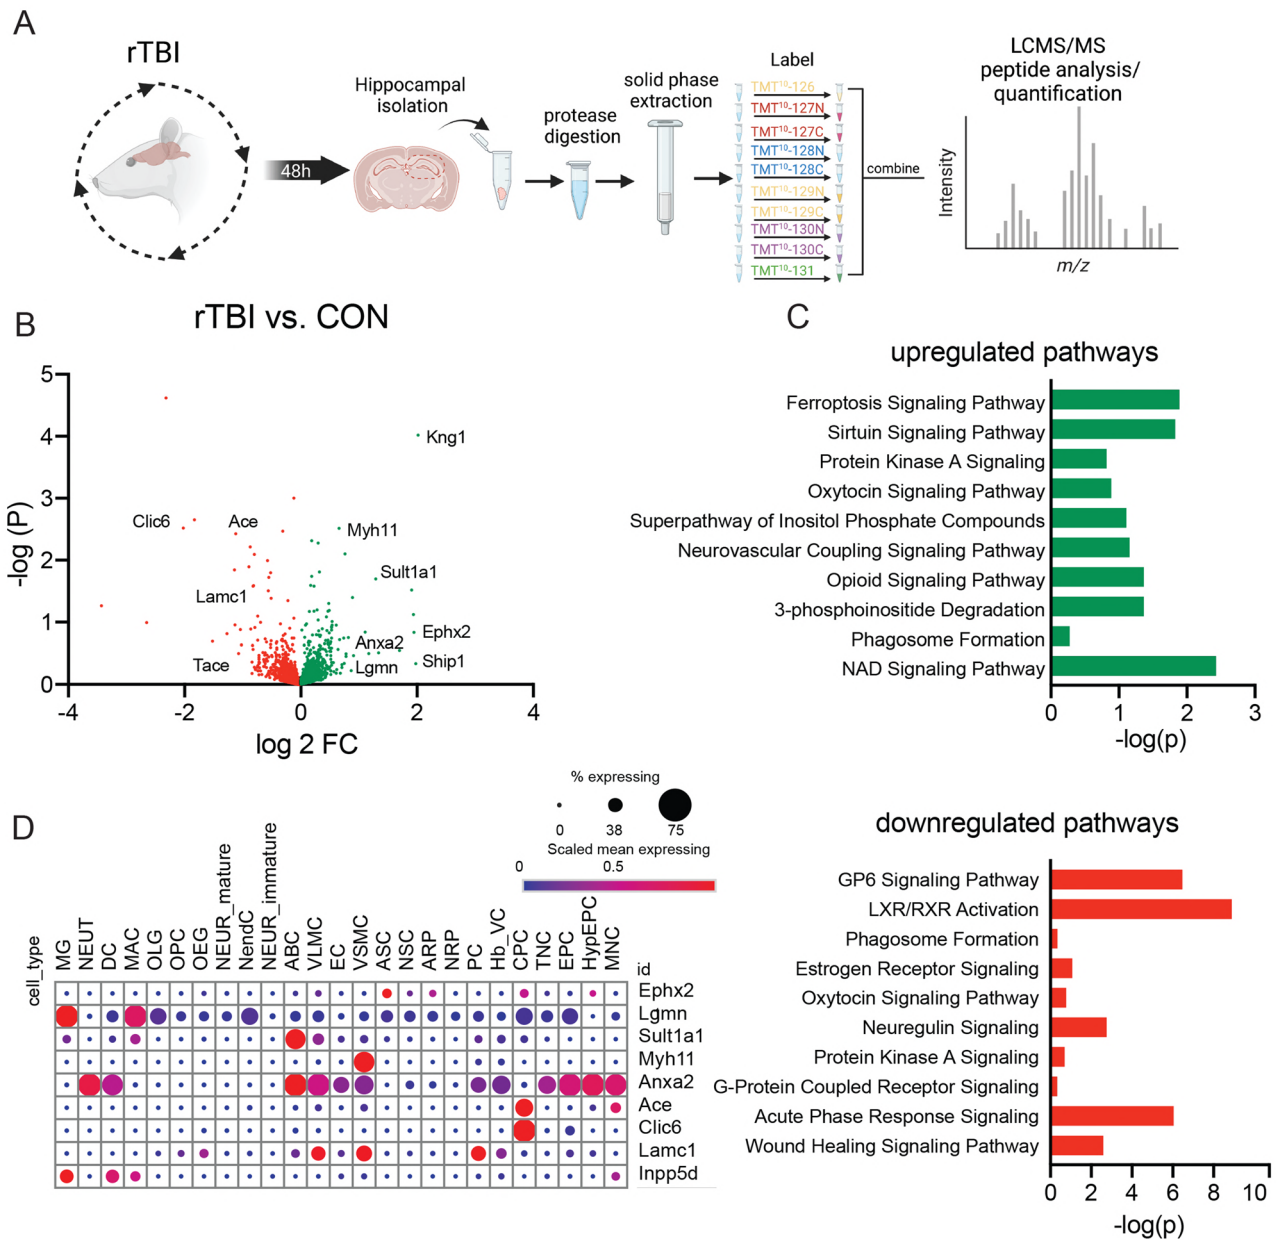 A
rTBI
48h
Hippocampal
isolation
protease
digestion
solid phase
extraction
Label
TMT10-126
TMT10-127N
TMT10-127C
TMT10-128N
TMT10-128C
TMT10-129N
TMT10-129C
TMT10-130N
TMT10-130C
TMT10-131
combine
LCMS/MS
peptide analysis/
quantification
Intensity
m/z
B
rTBI vs. CON
-log (P)
5
4
3
2
1
0
-4
-2
0
2
4
log 2 FC
Kng1
Clic6
Ace
Myh11
Sult1a1
Lamc1
Anxa2
Ephx2
Tace
Lgmn
Ship1
C
upregulated pathways
Ferroptosis Signaling Pathway
Sirtuin Signaling Pathway
Protein Kinase A Signaling
Oxytocin Signaling Pathway
Superpathway of Inositol Phosphate Compounds
Neurovascular Coupling Signaling Pathway
Opioid Signaling Pathway
3-phosphoinositide Degradation
Phagosome Formation
NAD Signaling Pathway
0
1
2
3
-log(p)
downregulated pathways
GP6 Signaling Pathway
LXR/RXR Activation
Phagosome Formation
Estrogen Receptor Signaling
Oxytocin Signaling Pathway
Neuregulin Signaling
Protein Kinase A Signaling
G-Protein Coupled Receptor Signaling
Acute Phase Response Signaling
Wound Healing Signaling Pathway
0
2
4
6
8
10
-log(p)
D
% expressing
0
38
75
Scaled mean expressing
0
0.5
cell_type
MG
NEUT
DC
MAC
OLG
OPC
OEG
NEUR_mature
NendC
NEUR_immature
ABC
VLMC
EC
VSMC
ASC
NSC
ARP
NRP
PC
Hb_VC
CPC
TNC
EPC
HypEPC
MNC
id
Ephx2
Lgmn
Sult1a1
Myh11
Anxa2
Ace
Clic6
Lamc1
Inpp5d